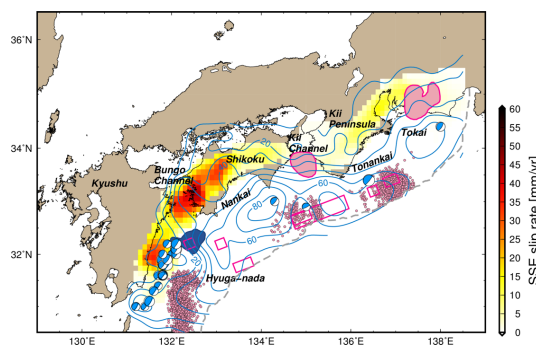 36°N
34°N
32°N
130°E
132°E
134°E
136°E
138°E
Kyushu
Bungo
Channel
Shikoku
Kii
Channel
Kii
Peninsula
Tokai
Tonankai
Nankai
Hyuga−nada
80
60
60
60
55
50
45
40
35
30
25
20
15
10
5
0
SSE slip rate [mm/yr]